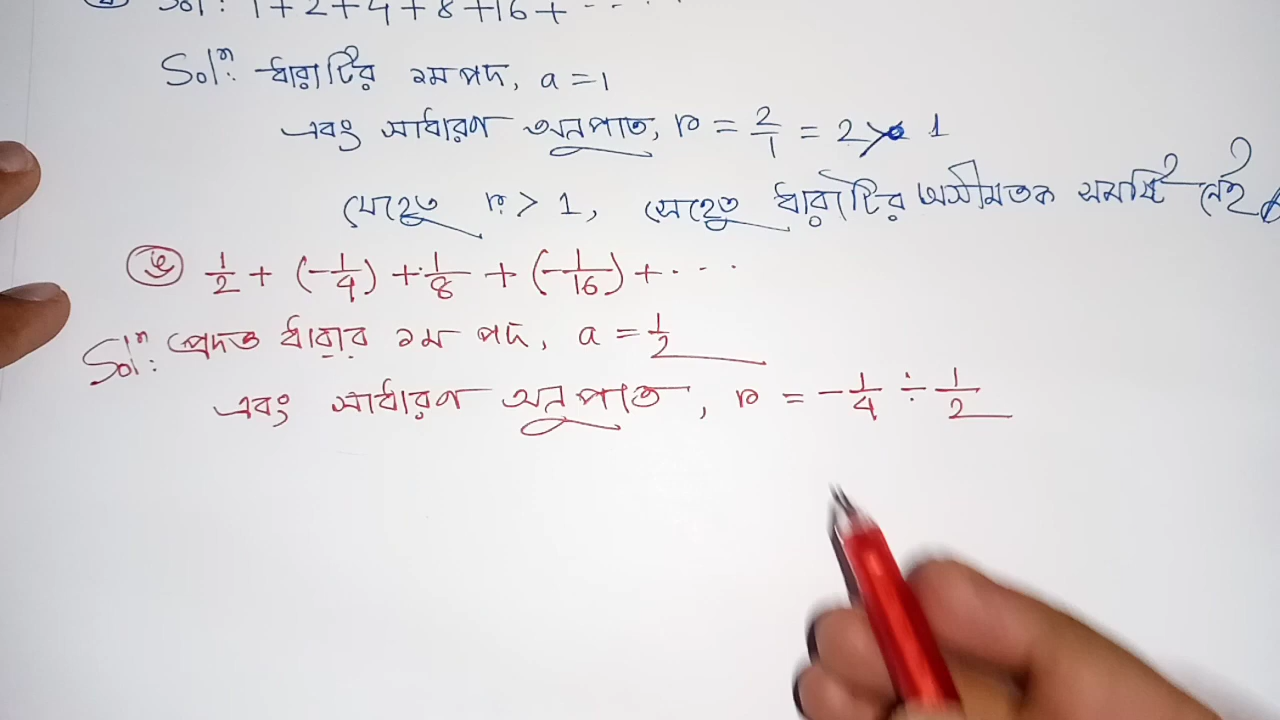 Sol: 1+2+4+8+16+ ...
Solⁿ: ধারাটির ১ম পদ, a = 1
এবং সাধারণ অনুপাত, r = 2/1 = 2 > 1
যেহেতু r > 1, সেহেতু ধারাটির অসীমতক সমষ্টি নেই।
ঙ 1/2 + (-1/4) + 1/8 + (-1/16) + ...
Solⁿ: প্রদত্ত ধারার ১ম পদ, a = 1/2
এবং সাধারণ অনুপাত, r = -1/4 ÷ 1/2